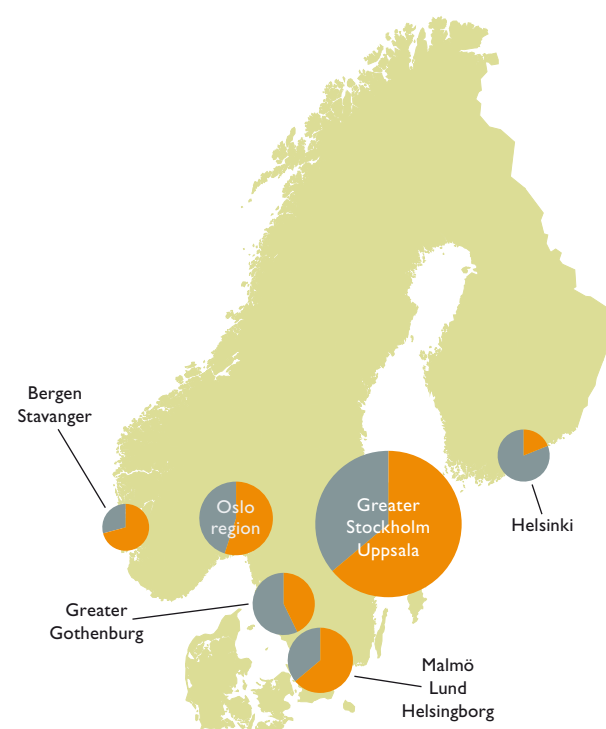 Bergen
Stavanger
Oslo
region
Greater
Stockholm
Uppsala
Helsinki
Greater
Gothenburg
Malmö
Lund
Helsingborg